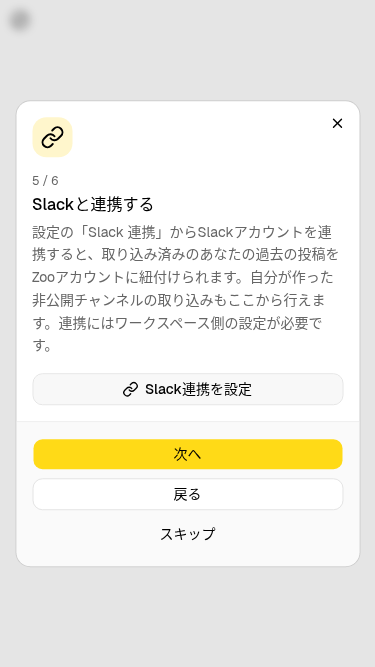 5 / 6
Slackと連携する
設定の「Slack 連携」からSlackアカウントを連
携すると、取り込み済みのあなたの過去の投稿を
Zooアカウントに紐付けられます。自分が作った
非公開チャンネルの取り込みもここから行えま
す。連携にはワークスペース側の設定が必要で
す。
Slack連携を設定
次へ
戻る
スキップ